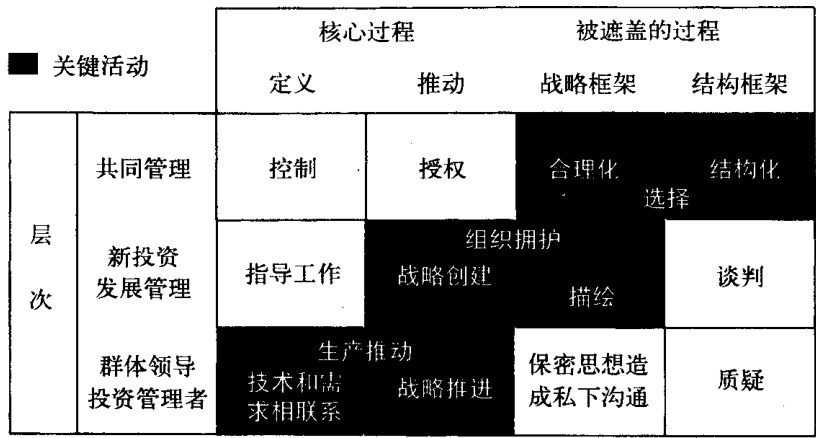 核心过程 被遮盖的过程
关键活动
定义 推动 战略框架 结构框架
共同管理 控制 授权 合理化 结构化
选择
层次
组织拥护
新投资
发展管理 指导工作 战略创建 描绘 谈判
生产推动
群体领导
投资管理者 技术和需
求相联系 战略推进 保密思想造
成私下沟通 质疑